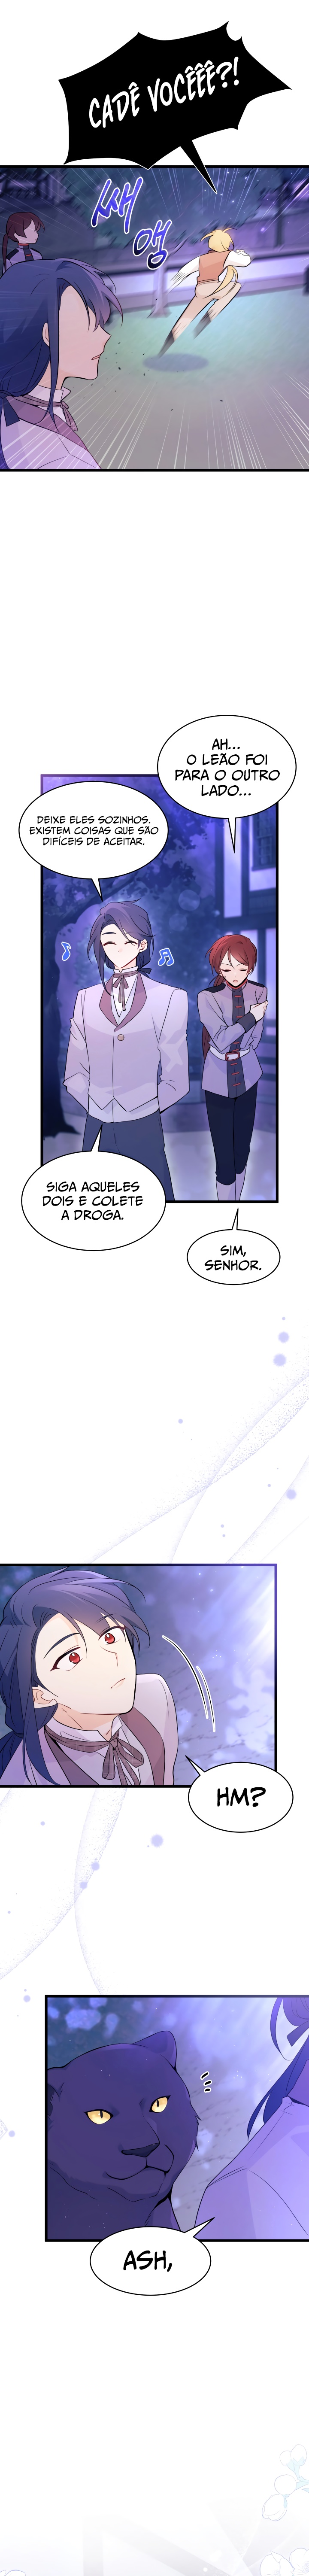 CADÊ VOCÊÊÊ?!
쌔
앵
AH...
O LEÃO FOI
PARA O OUTRO
LADO...
DEIXE ELES SOZINHOS.
EXISTEM COISAS QUE SÃO
DIFÍCEIS DE ACEITAR.
SIGA AQUELES
DOIS E COLETE
A DROGA.
SIM,
SENHOR.
HM?
ASH,